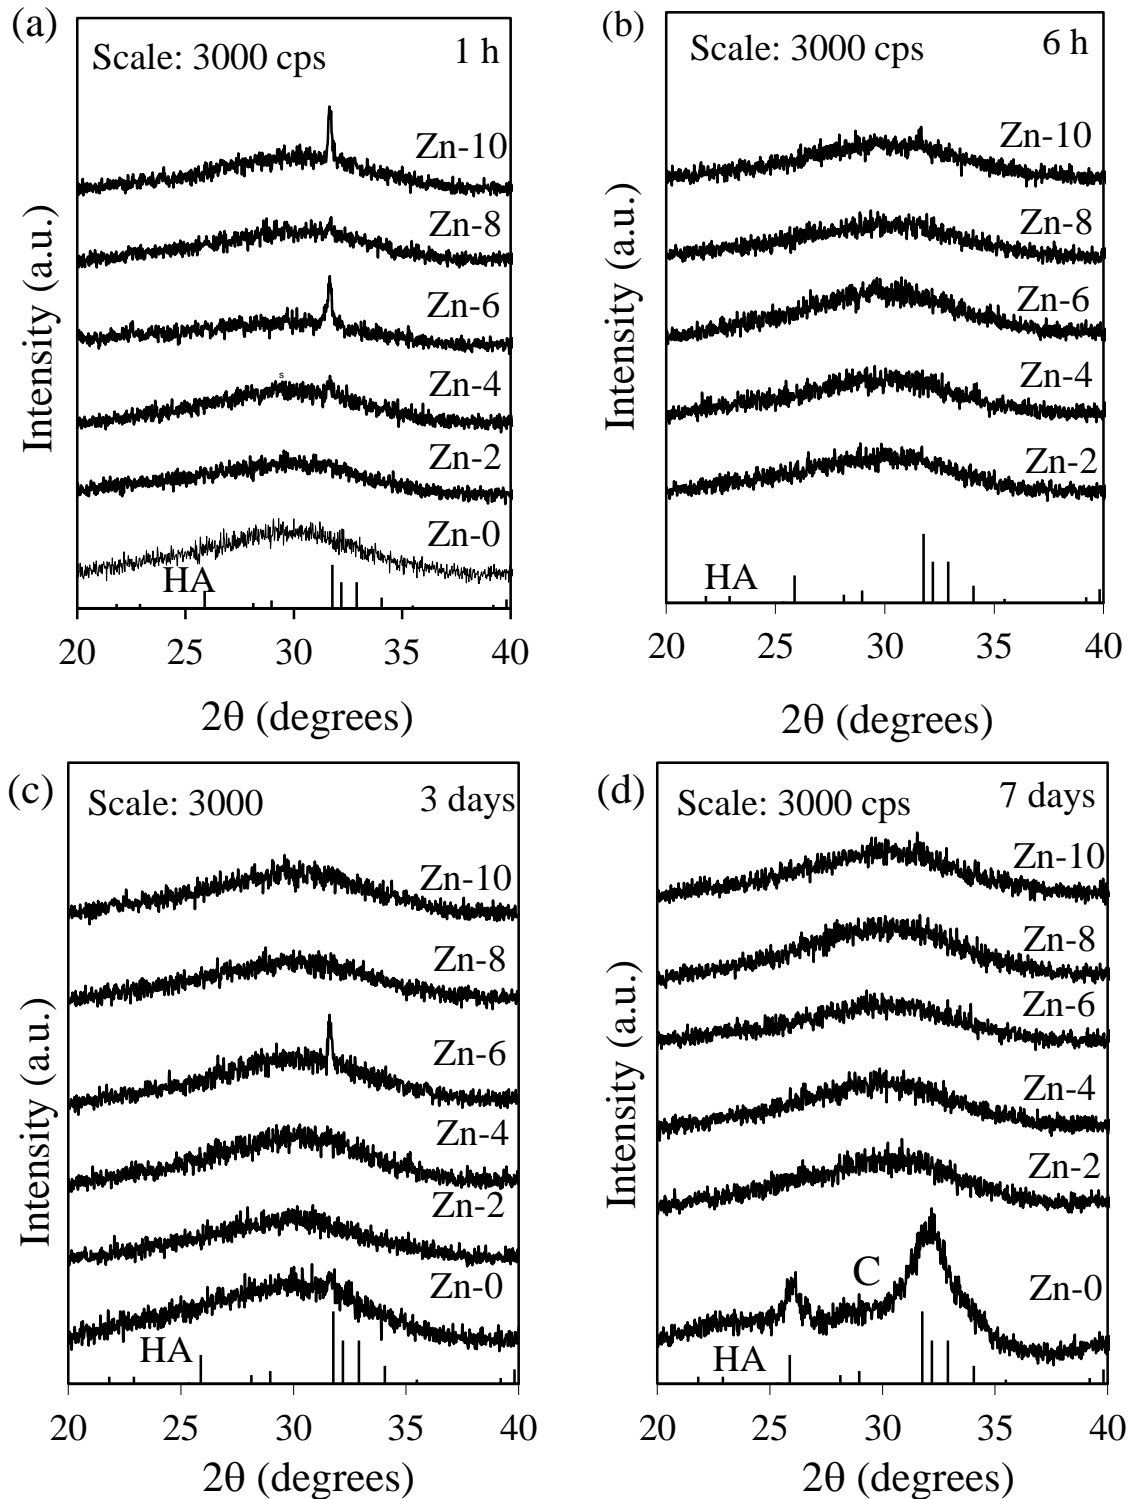 (a)
Scale: 3000 cps 1 h
Zn-10
Zn-8
Zn-6
s
Zn-4
Zn-2
Zn-0
HA
Intensity (a.u.)
20 25 30 35 40
2θ (degrees)
(b)
Scale: 3000 cps 6 h
Zn-10
Zn-8
Zn-6
Zn-4
Zn-2
HA
Intensity (a.u.)
20 25 30 35 40
2θ (degrees)
(c)
Scale: 3000 3 days
Zn-10
Zn-8
Zn-6
Zn-4
Zn-2
Zn-0
HA
Intensity (a.u.)
20 25 30 35 40
2θ (degrees)
(d)
Scale: 3000 cps 7 days
Zn-10
Zn-8
Zn-6
Zn-4
Zn-2
C
Zn-0
HA
Intensity (a.u.)
20 25 30 35 40
2θ (degrees)